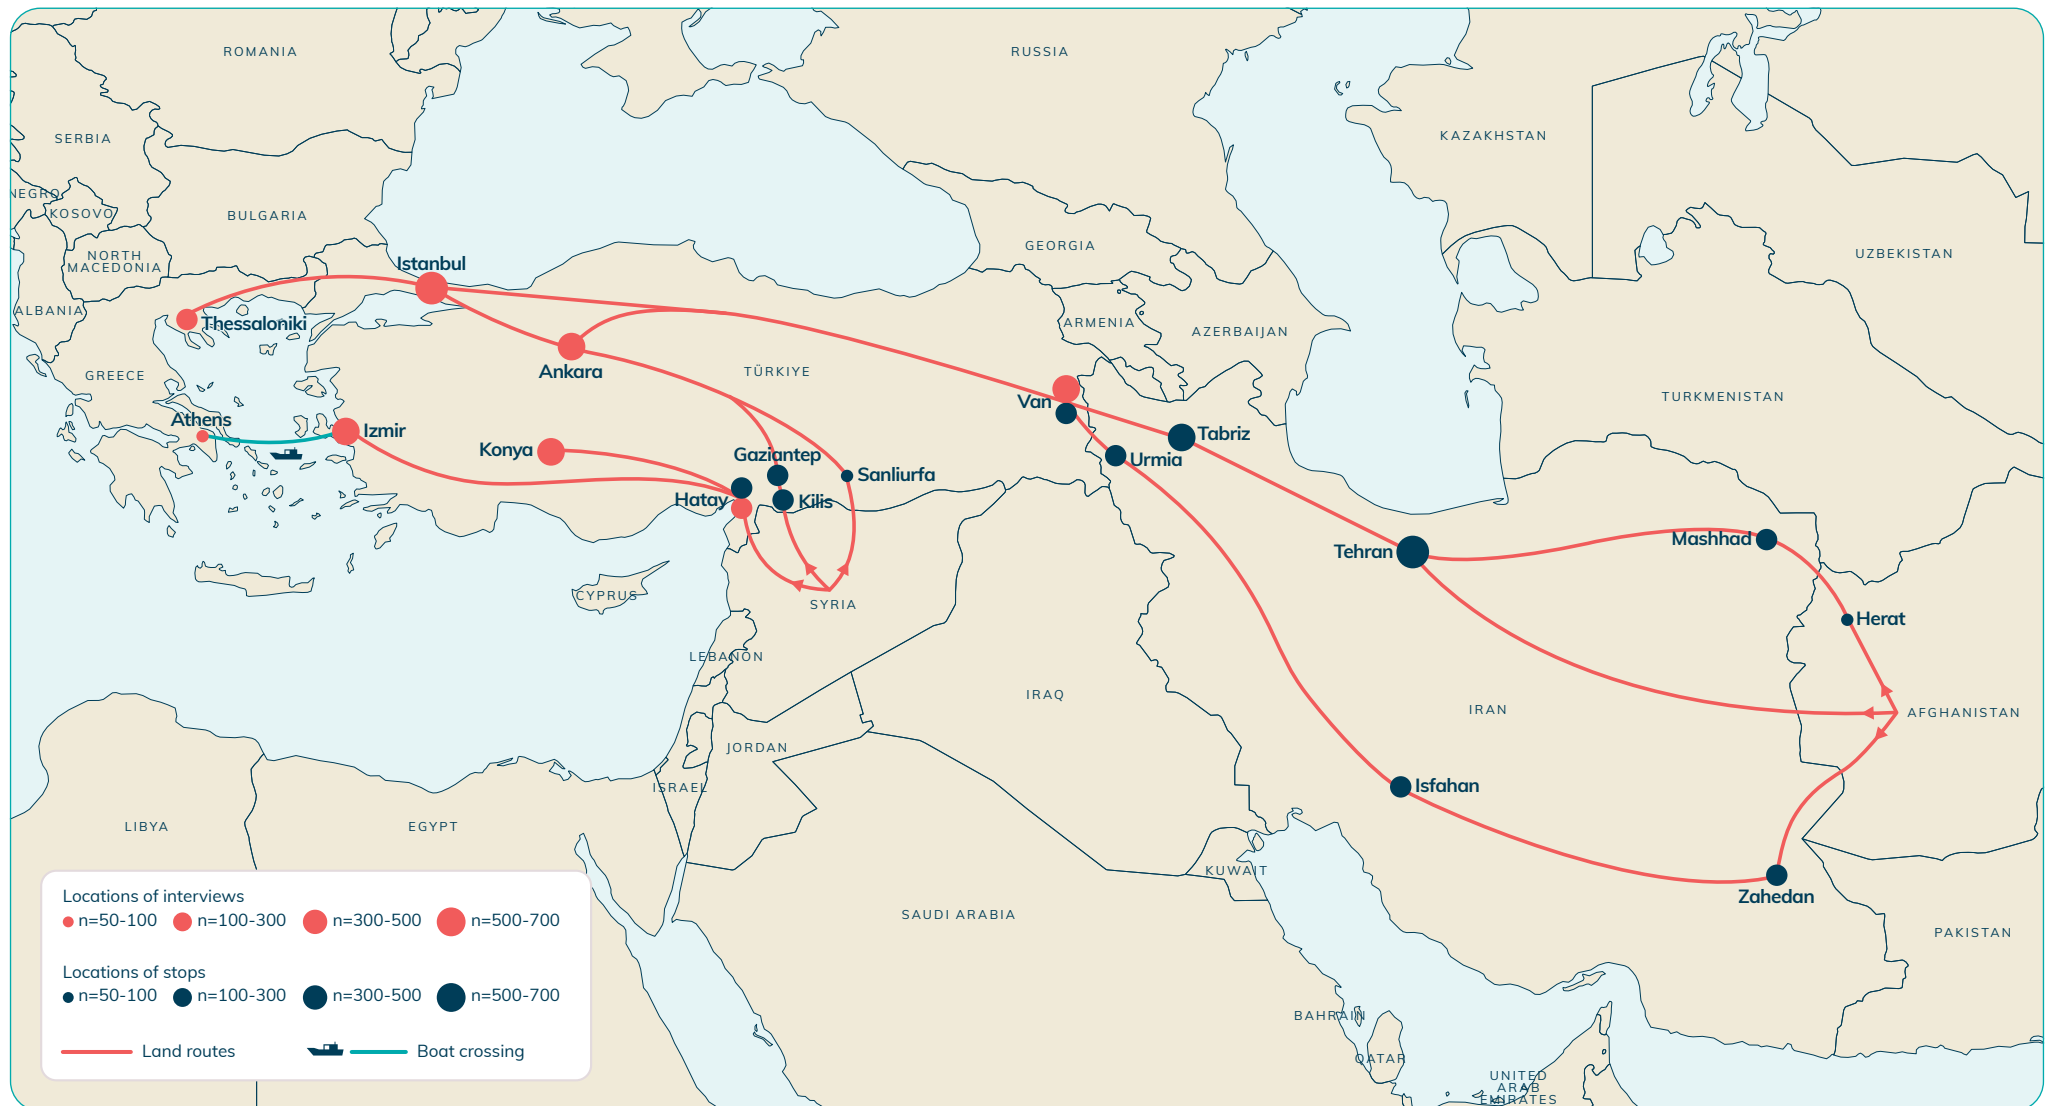 ROMANIA
RUSSIA
SERBIA
KAZAKHSTAN
NEGRO
KOSOVO
BULGARIA
GEORGIA
UZBEKISTAN
NORTH
MACEDONIA
Istanbul
ALBANIA
Thessaloniki
ARMENIA
AZERBAIJAN
GREECE
Ankara
TÜRKIYE
Van
TURKMENISTAN
Athens
Izmir
Konya
Gaziantep
Tabriz
Urmia
Sanliurfa
Hatay
Kilis
Tehran
Mashhad
CYPRUS
SYRIA
Herat
LEBANON
IRAQ
IRAN
AFGHANISTAN
JORDAN
ISRAEL
Isfahan
LIBYA
EGYPT
KUWAIT
Zahedan
SAUDI ARABIA
PAKISTAN
BAHRAIN
QATAR
UNITED
ARAB
EMIRATES
Locations of interviews
n=50-100 n=100-300 n=300-500 n=500-700
Locations of stops
n=50-100 n=100-300 n=300-500 n=500-700
Land routes Boat crossing